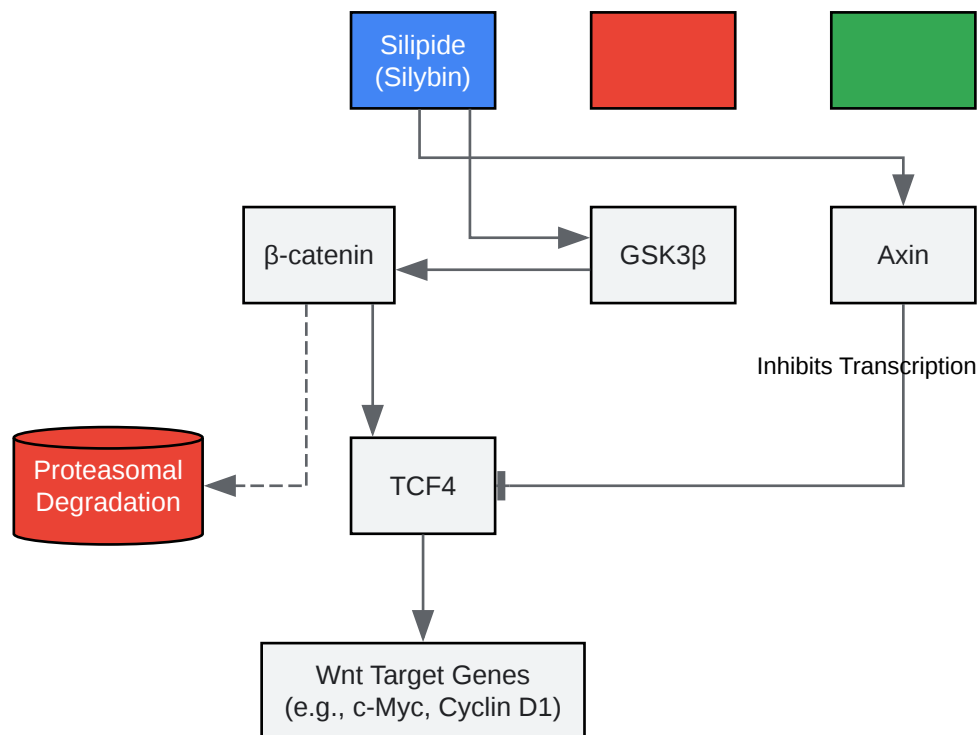 Silipide
(Silybin)
β-catenin
GSK3β
Axin
Inhibits Transcription
Proteasomal
Degradation
TCF4
Wnt Target Genes
(e.g., c-Myc, Cyclin D1)